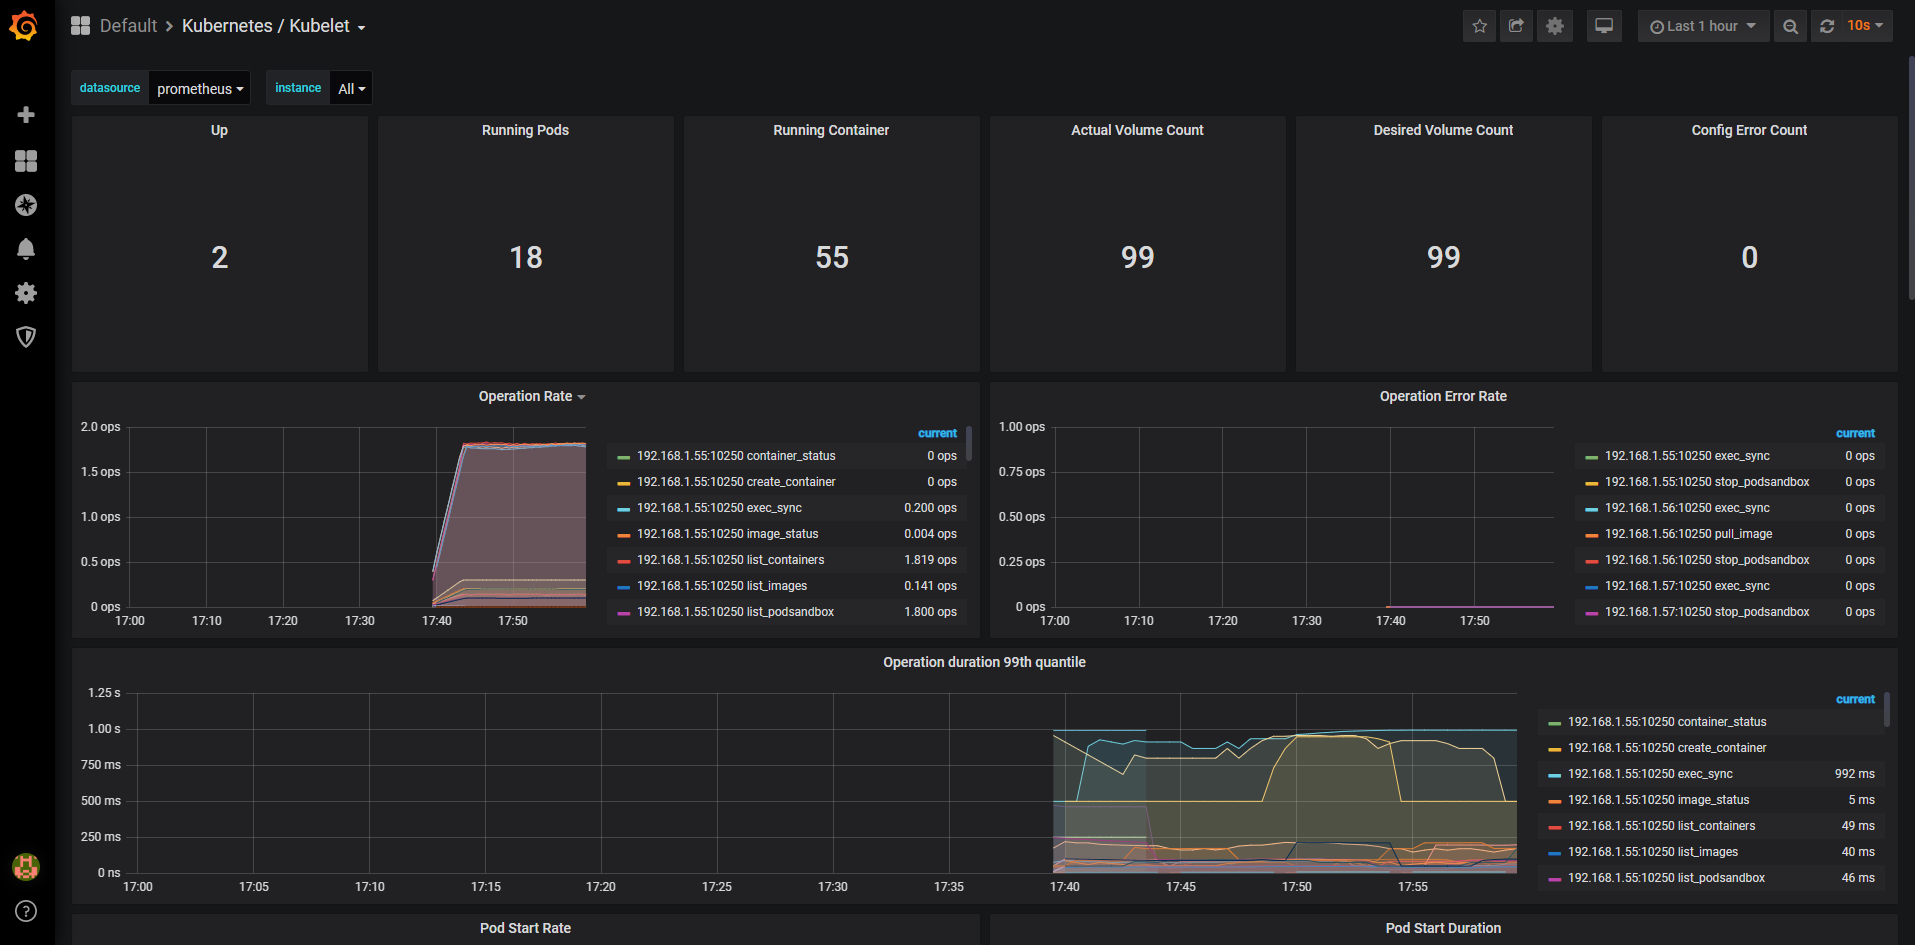 Default > Kubernetes / Kubelet
Last 1 hour
10s
datasource prometheus instance All
Up
2
Running Pods
18
Running Container
55
Actual Volume Count
99
Desired Volume Count
99
Config Error Count
0
Operation Rate
2.0 ops
1.5 ops
1.0 ops
0.5 ops
0 ops
17:00 17:10 17:20 17:30 17:40 17:50
current
192.168.1.55:10250 container_status 0 ops
192.168.1.55:10250 create_container 0 ops
192.168.1.55:10250 exec_sync 0.200 ops
192.168.1.55:10250 image_status 0.004 ops
192.168.1.55:10250 list_containers 1.819 ops
192.168.1.55:10250 list_images 0.141 ops
192.168.1.55:10250 list_podsandbox 1.800 ops
Operation Error Rate
1.00 ops
0.75 ops
0.50 ops
0.25 ops
0 ops
17:00 17:10 17:20 17:30 17:40 17:50
current
192.168.1.55:10250 exec_sync 0 ops
192.168.1.55:10250 stop_podsandbox 0 ops
192.168.1.56:10250 exec_sync 0 ops
192.168.1.56:10250 pull_image 0 ops
192.168.1.56:10250 stop_podsandbox 0 ops
192.168.1.57:10250 exec_sync 0 ops
192.168.1.57:10250 stop_podsandbox 0 ops
Operation duration 99th quantile
1.25 s
1.00 s
750 ms
500 ms
250 ms
0 ns
17:00 17:05 17:10 17:15 17:20 17:25 17:30 17:35 17:40 17:45 17:50 17:55
current
192.168.1.55:10250 container_status
192.168.1.55:10250 create_container
192.168.1.55:10250 exec_sync 992 ms
192.168.1.55:10250 image_status 5 ms
192.168.1.55:10250 list_containers 49 ms
192.168.1.55:10250 list_images 40 ms
192.168.1.55:10250 list_podsandbox 46 ms
Pod Start Rate
Pod Start Duration